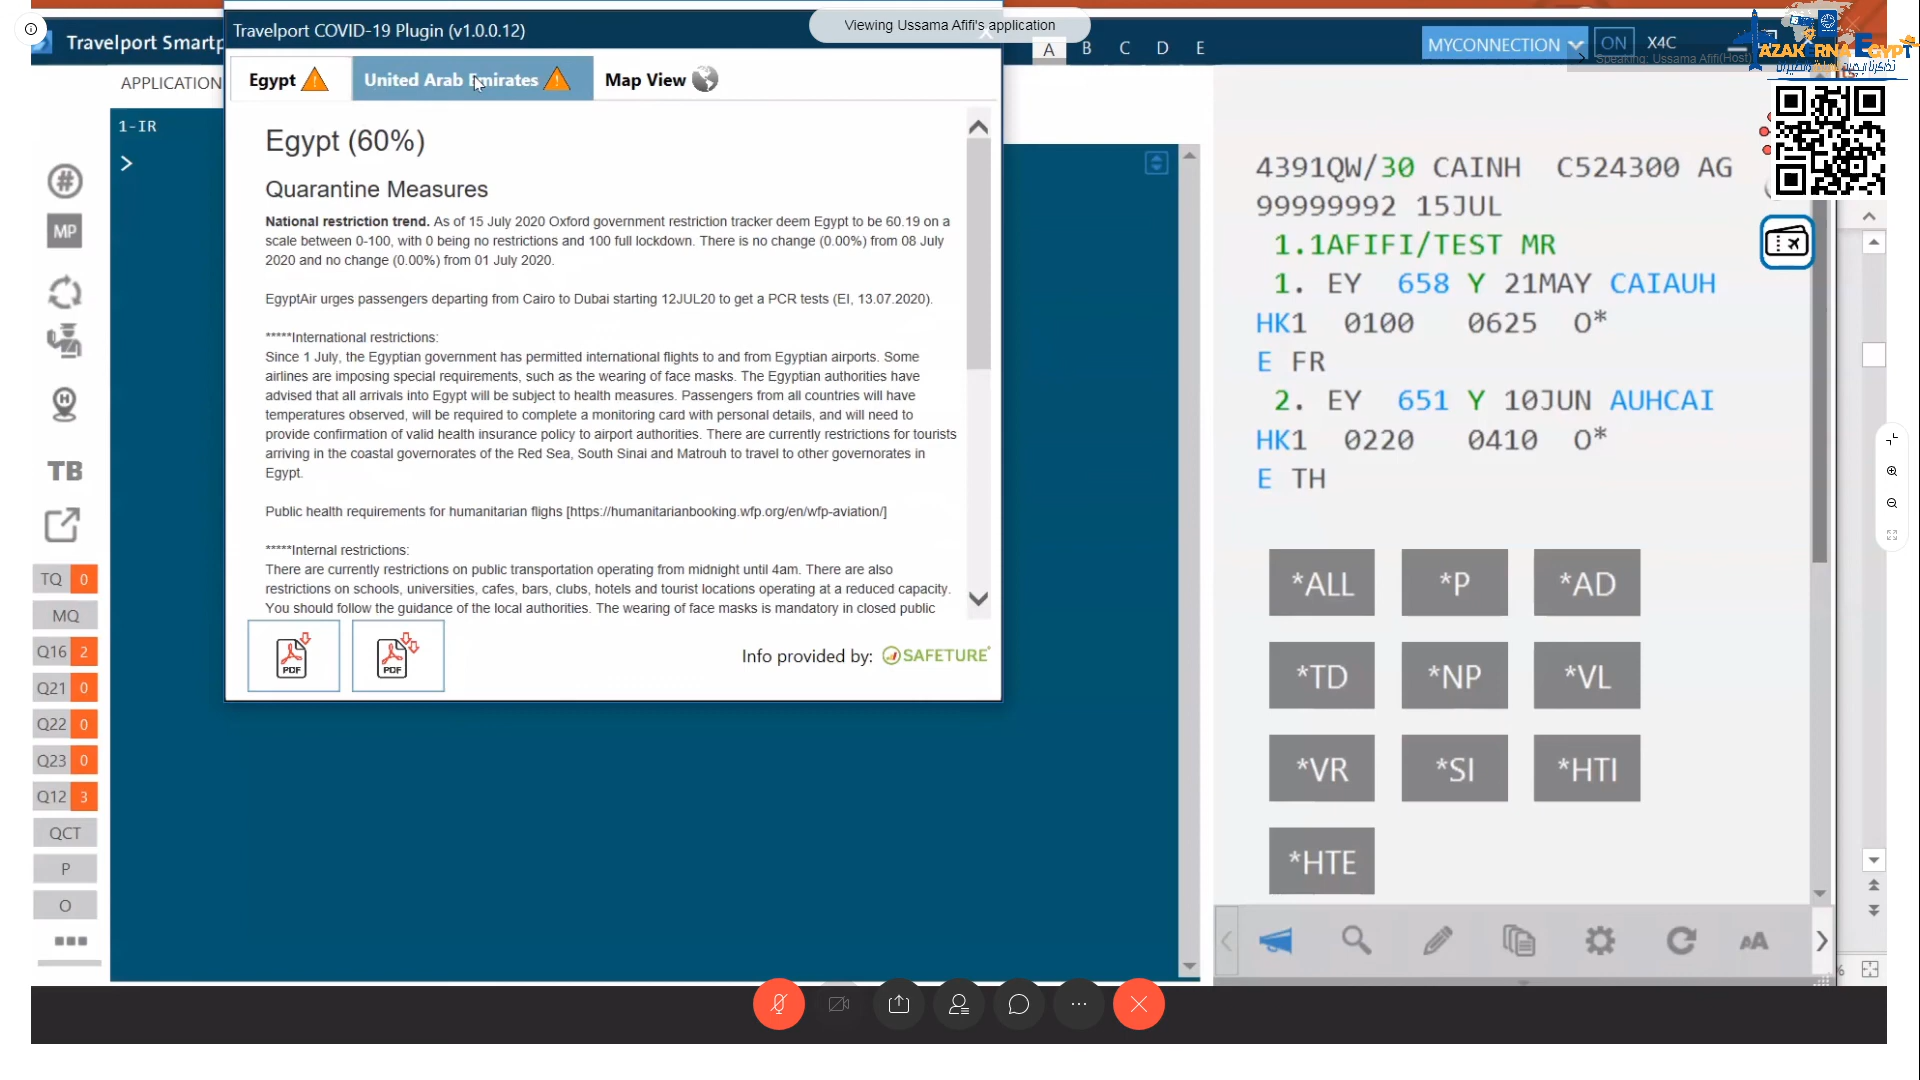 Travelport Smartp
Travelport COVID-19 Plugin (v1.0.0.12)
Viewing Ussama Afifi's application
A B C D E
MYCONNECTION ON X4C
Speaking: Ussama Afifi(Host)
APPLICATION
Egypt
United Arab Emirates
Map View
1-IR
>
Egypt (60%)
Quarantine Measures
National restriction trend. As of 15 July 2020 Oxford government restriction tracker deem Egypt to be 60.19 on a
scale between 0-100, with 0 being no restrictions and 100 full lockdown. There is no change (0.00%) from 08 July
2020 and no change (0.00%) from 01 July 2020.
EgyptAir urges passengers departing from Cairo to Dubai starting 12JUL20 to get a PCR tests (EI, 13.07.2020).
*****International restrictions:
Since 1 July, the Egyptian government has permitted international flights to and from Egyptian airports. Some
airlines are imposing special requirements, such as the wearing of face masks. The Egyptian authorities have
advised that all arrivals into Egypt will be subject to health measures. Passengers from all countries will have
temperatures observed, will be required to complete a monitoring card with personal details, and will need to
provide confirmation of valid health insurance policy to airport authorities. There are currently restrictions for tourists
arriving in the coastal governorates of the Red Sea, South Sinai and Matrouh to travel to other governorates in
Egypt.
Public health requirements for humanitarian flighs [https://humanitarianbooking.wfp.org/en/wfp-aviation/]
*****Internal restrictions:
There are currently restrictions on public transportation operating from midnight until 4am. There are also
restrictions on schools, universities, cafes, bars, clubs, hotels and tourist locations operating at a reduced capacity.
You should follow the guidance of the local authorities. The wearing of face masks is mandatory in closed public
PDF
PDF
Info provided by: SAFETURE
MP
TB
TQ 0
MQ
Q16 2
Q21 0
Q22 0
Q23 0
Q12 3
QCT
P
O
4391QW/30 CAINH C524300 AG
99999992 15JUL
1.1AFIFI/TEST MR
1. EY 658 Y 21MAY CAIAUH
HK1 0100 0625 O*
E FR
2. EY 651 Y 10JUN AUHCAI
HK1 0220 0410 O*
E TH
*ALL *P *AD
*TD *NP *VL
*VR *SI *HTI
*HTE
AA